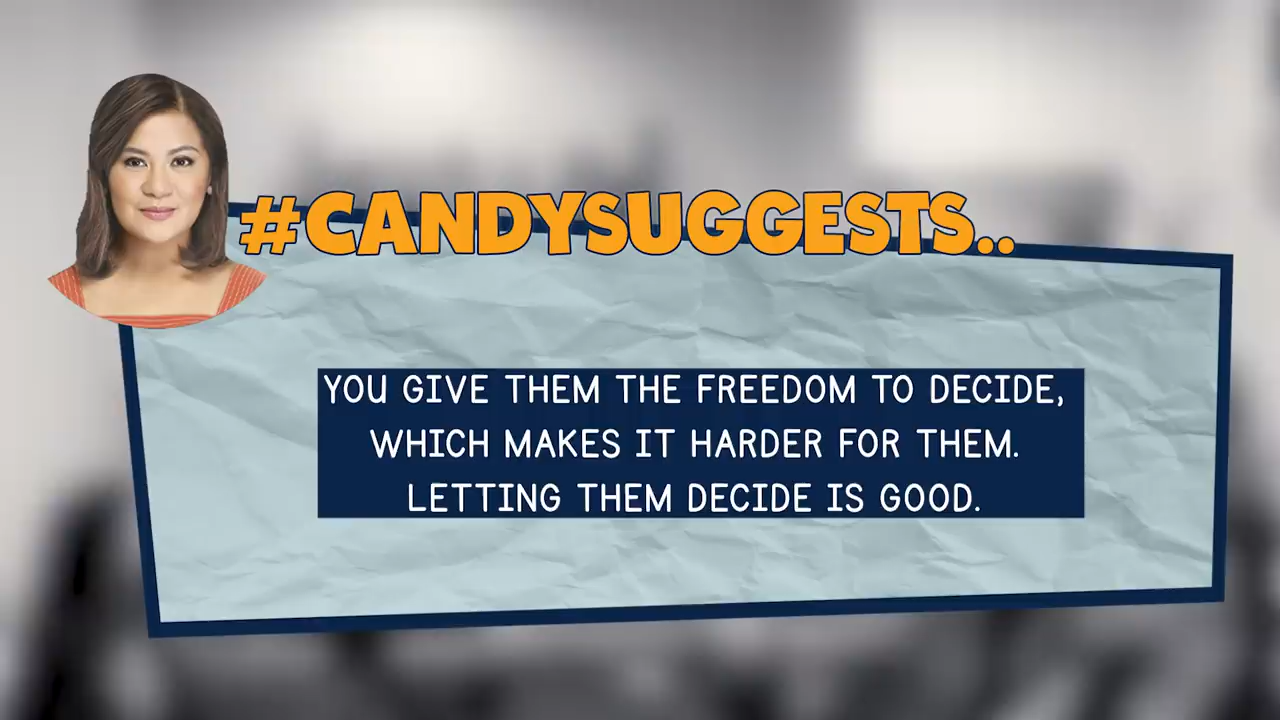 #CANDYSUGGESTS..
YOU GIVE THEM THE FREEDOM TO DECIDE,
WHICH MAKES IT HARDER FOR THEM.
LETTING THEM DECIDE IS GOOD.